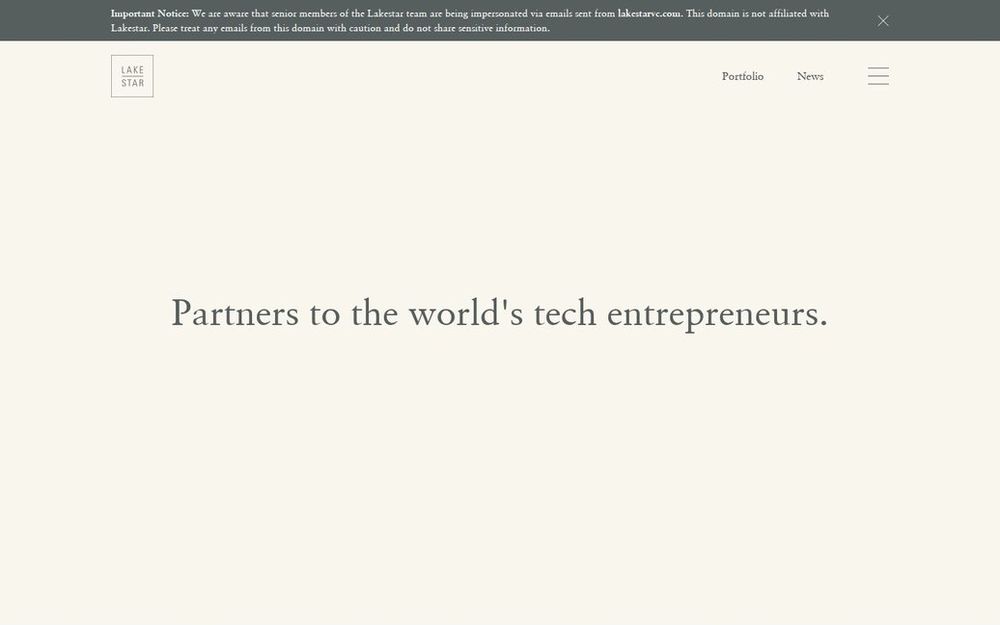 Important Notice: We are aware that senior members of the Lakestar team are being impersonated via emails sent from lakestarvc.com. This domain is not affiliated with
Lakestar. Please treat any emails from this domain with caution and do not share sensitive information.
LAKE
STAR
Portfolio
News
Partners to the world's tech entrepreneurs.